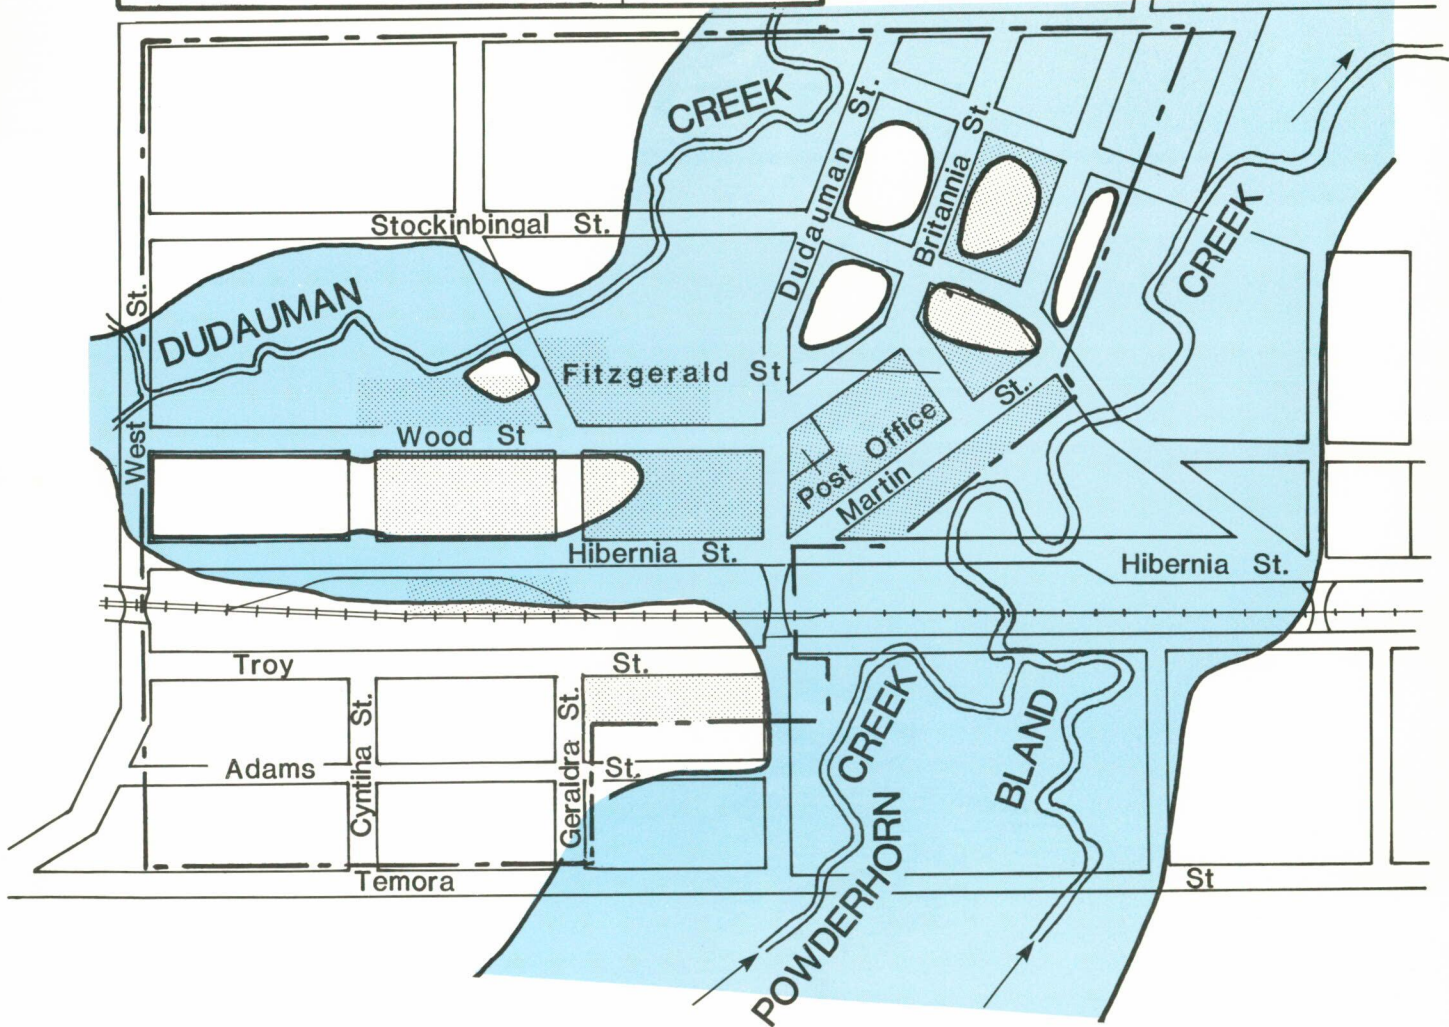 CREEK
Dudauman St.
Britannia St.
CREEK
Stockinbingal St.
West St.
DUDAUMAN
Fitzgerald St.
Wood St
Post Office
Martin St.
Hibernia St.
Hibernia St.
Troy St.
CREEK
BLAND
Cyntiha St.
Geraldra St.
Adams St.
POWDERHORN
Temora St